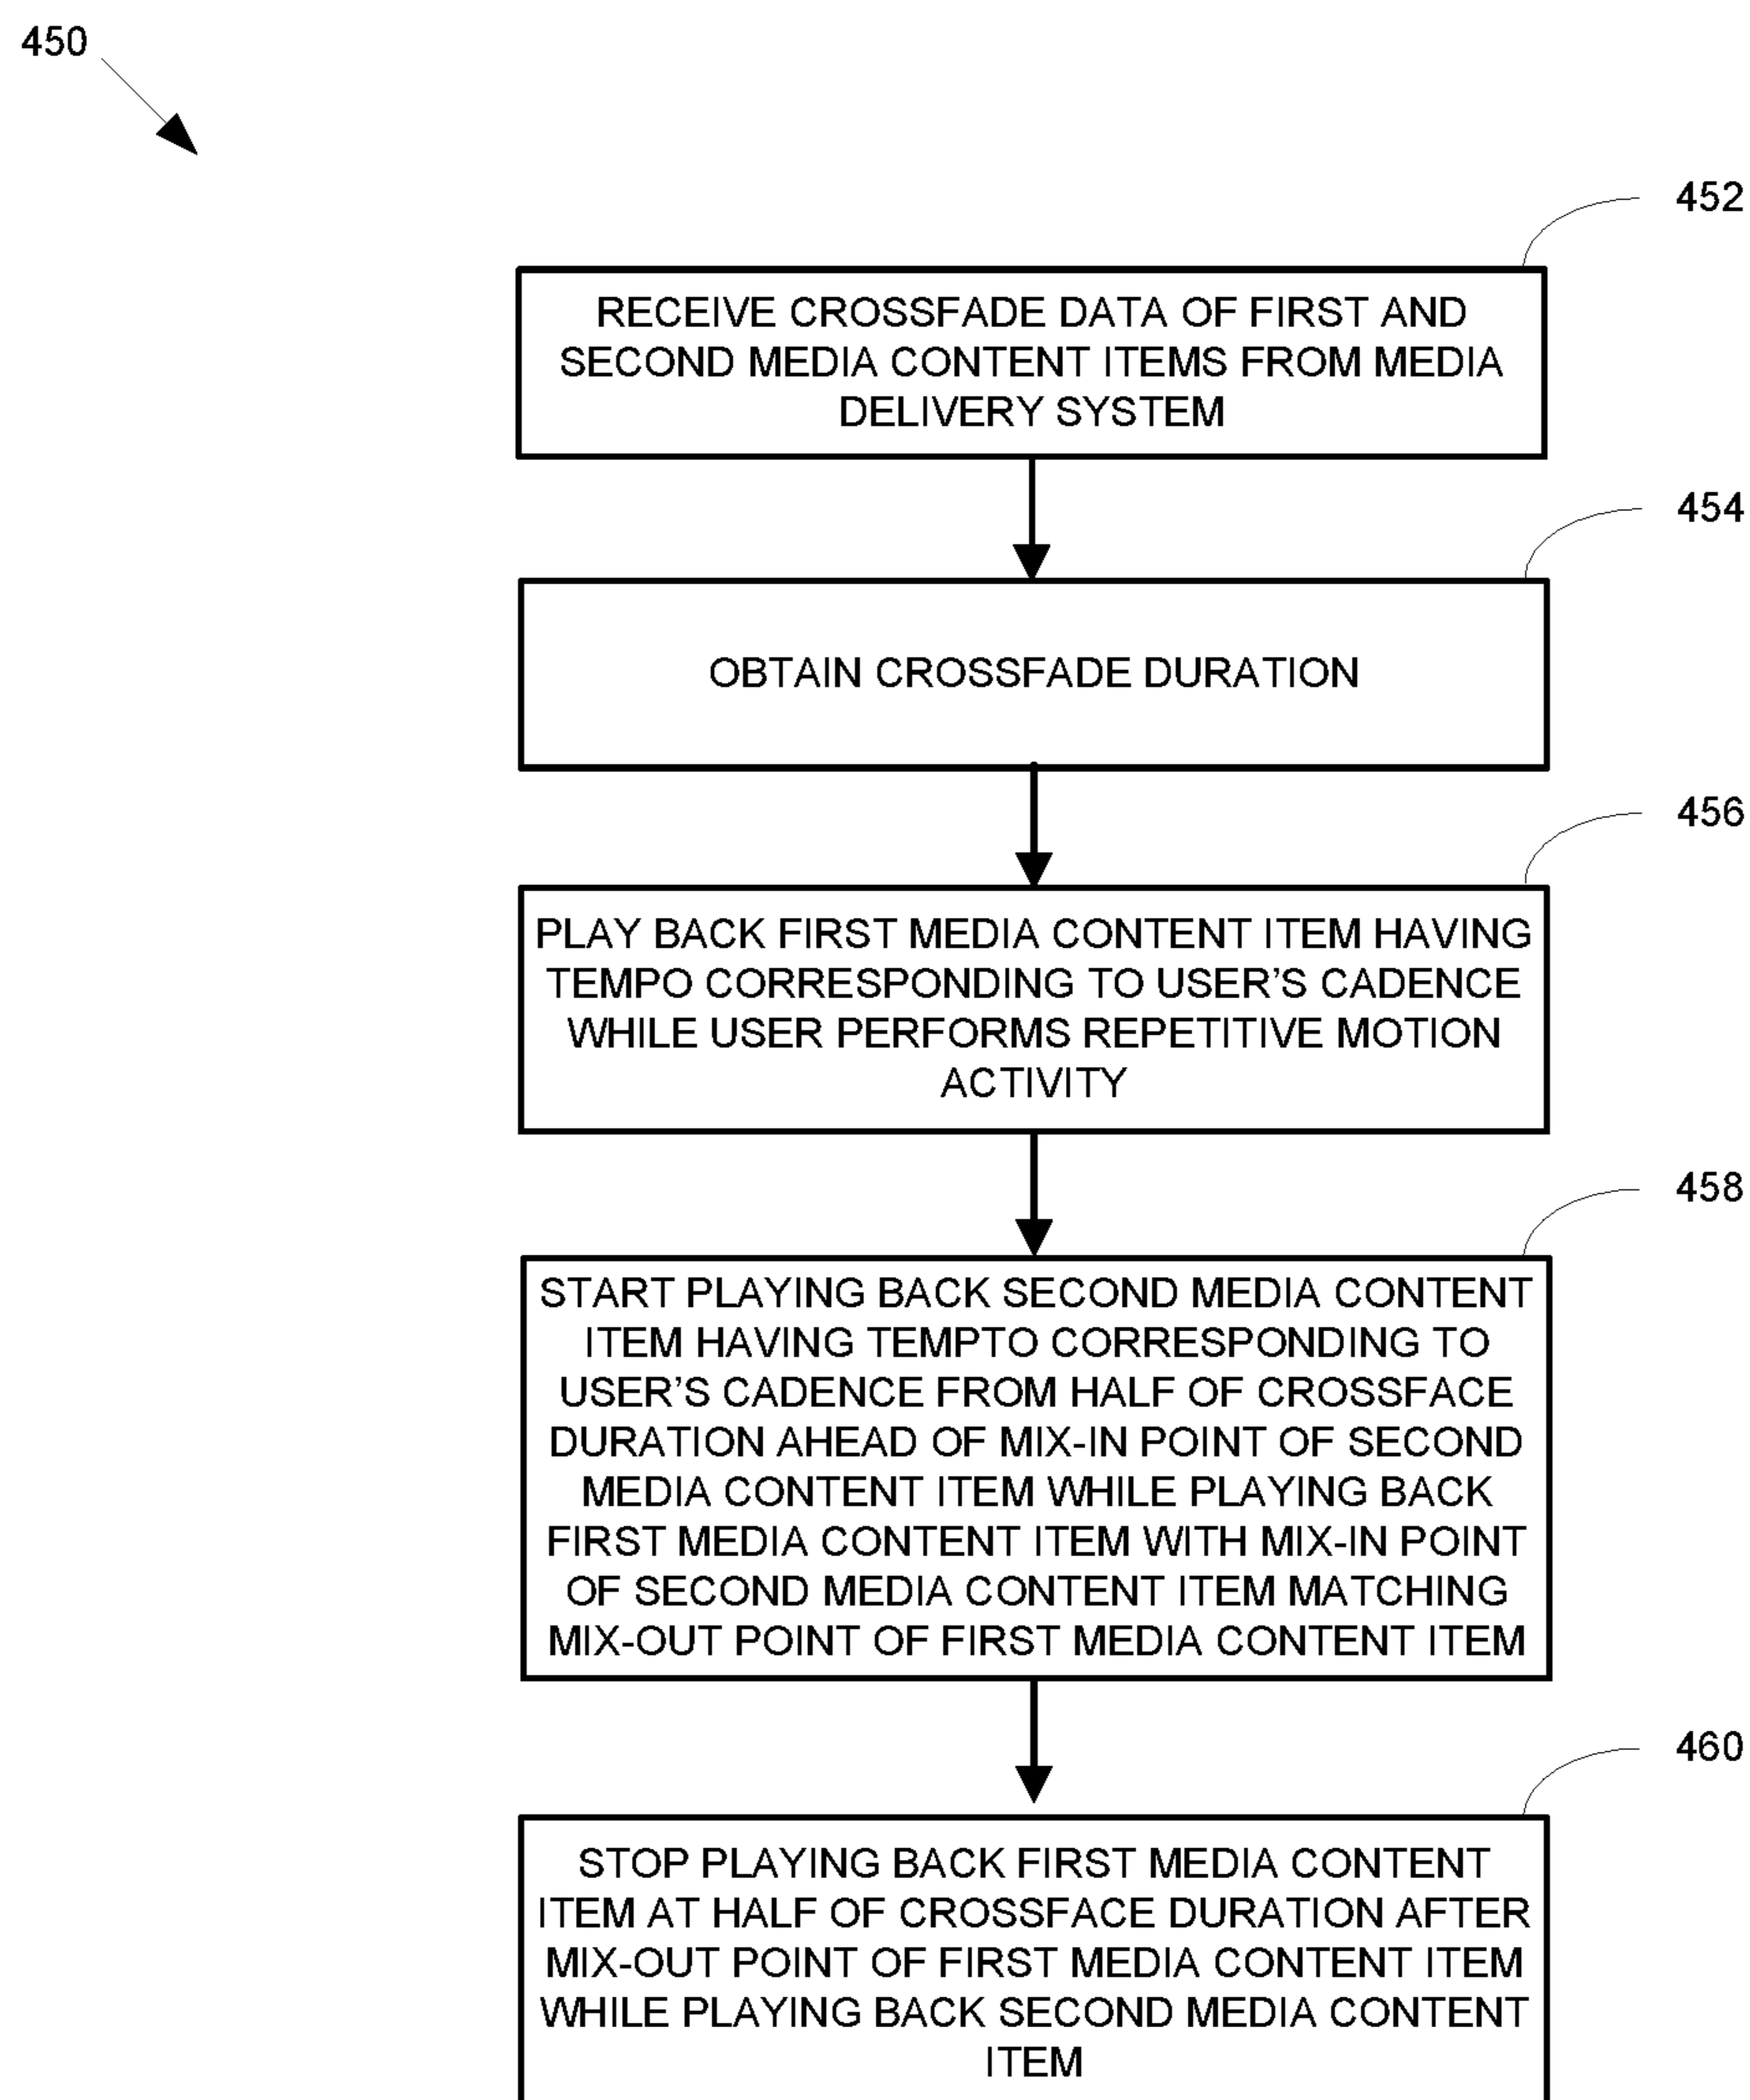 450
452
RECEIVE CROSSFADE DATA OF FIRST AND
SECOND MEDIA CONTENT ITEMS FROM MEDIA
DELIVERY SYSTEM
454
OBTAIN CROSSFADE DURATION
456
PLAY BACK FIRST MEDIA CONTENT ITEM HAVING
TEMPO CORRESPONDING TO USER'S CADENCE
WHILE USER PERFORMS REPETITIVE MOTION
ACTIVITY
458
START PLAYING BACK SECOND MEDIA CONTENT
ITEM HAVING TEMPTO CORRESPONDING TO
USER'S CADENCE FROM HALF OF CROSSFACE
DURATION AHEAD OF MIX-IN POINT OF SECOND
MEDIA CONTENT ITEM WHILE PLAYING BACK
FIRST MEDIA CONTENT ITEM WITH MIX-IN POINT
OF SECOND MEDIA CONTENT ITEM MATCHING
MIX-OUT POINT OF FIRST MEDIA CONTENT ITEM
460
STOP PLAYING BACK FIRST MEDIA CONTENT
ITEM AT HALF OF CROSSFACE DURATION AFTER
MIX-OUT POINT OF FIRST MEDIA CONTENT ITEM
WHILE PLAYING BACK SECOND MEDIA CONTENT
ITEM